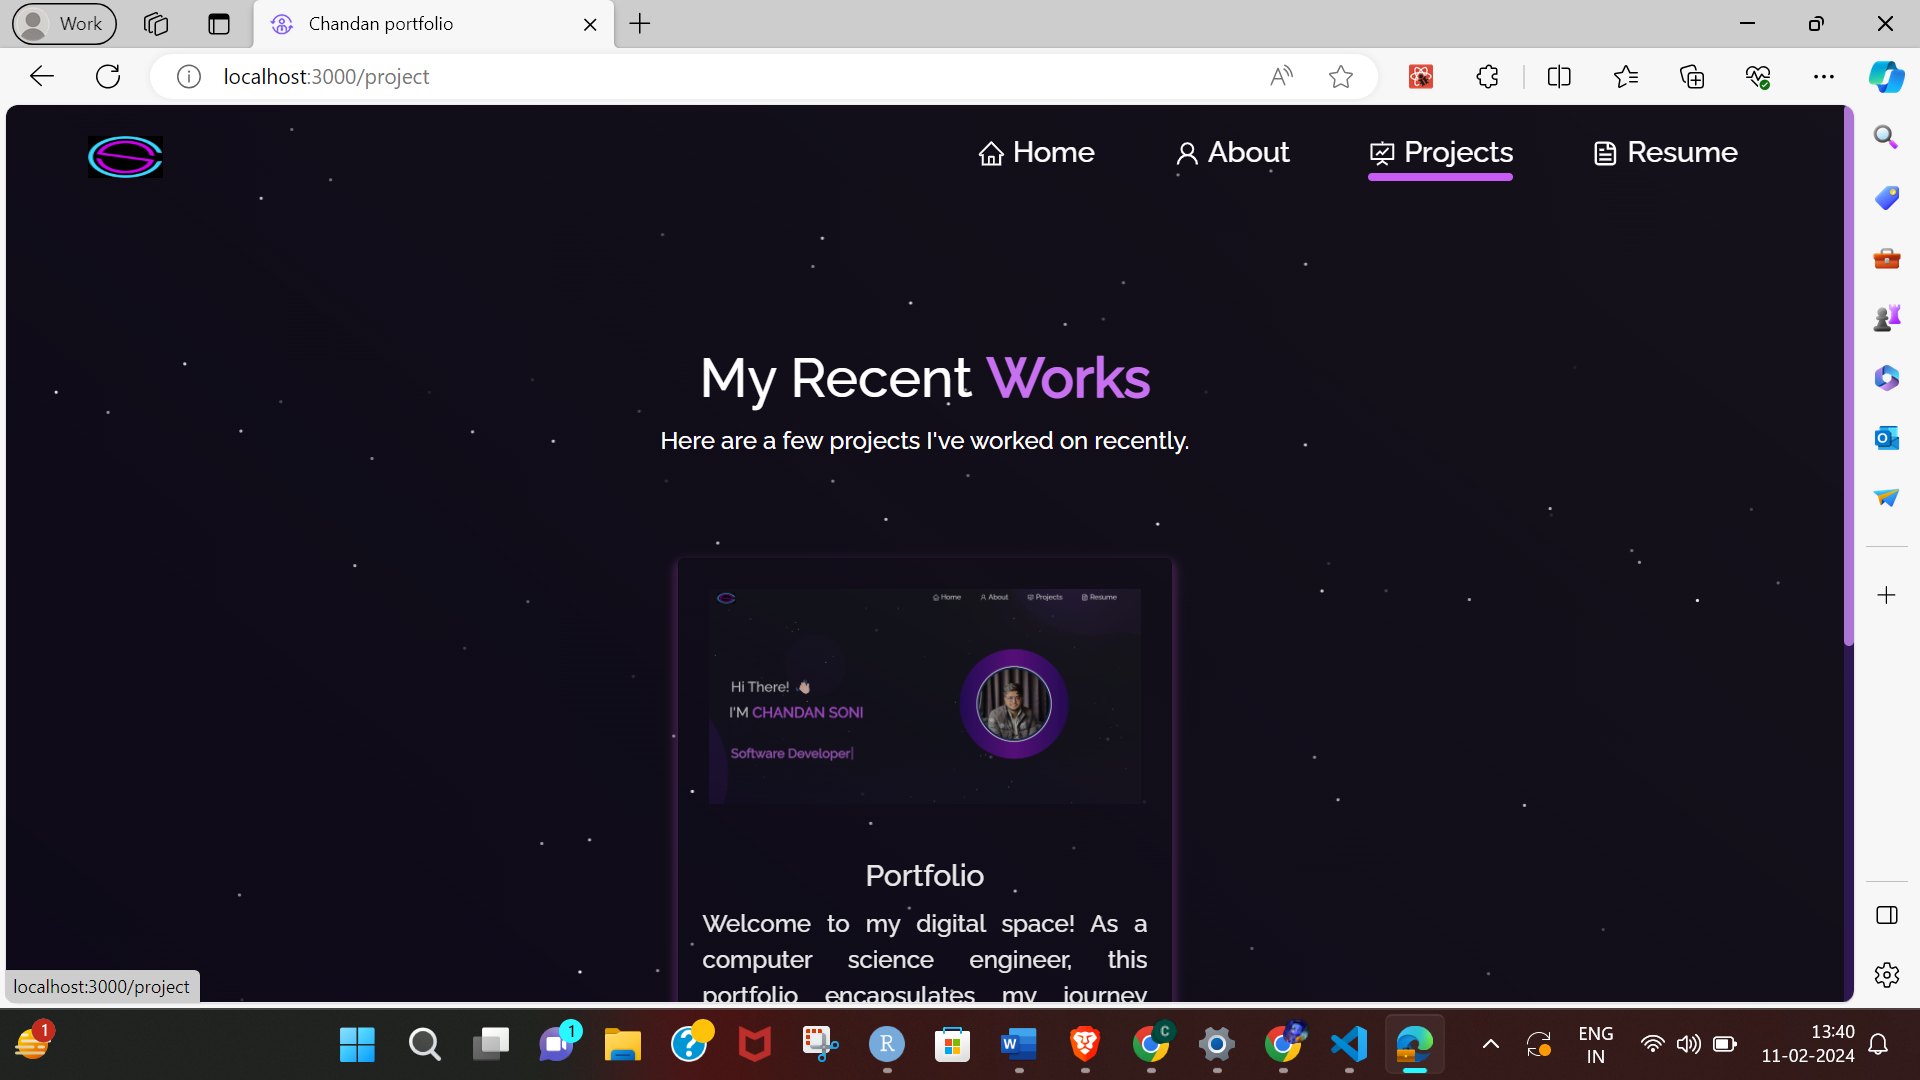 Work
Chandan portfolio
localhost:3000/project
Home
About
Projects
Resume
My Recent Works
Here are a few projects I've worked on recently.
Home About Projects Resume
Hi There!
I'M CHANDAN SONI
Software Developer|
Portfolio
Welcome to my digital space! As a
computer science engineer, this
portfolio encapsulates my journey
localhost:3000/project
1
1
C
ENG
IN
13:40
11-02-2024